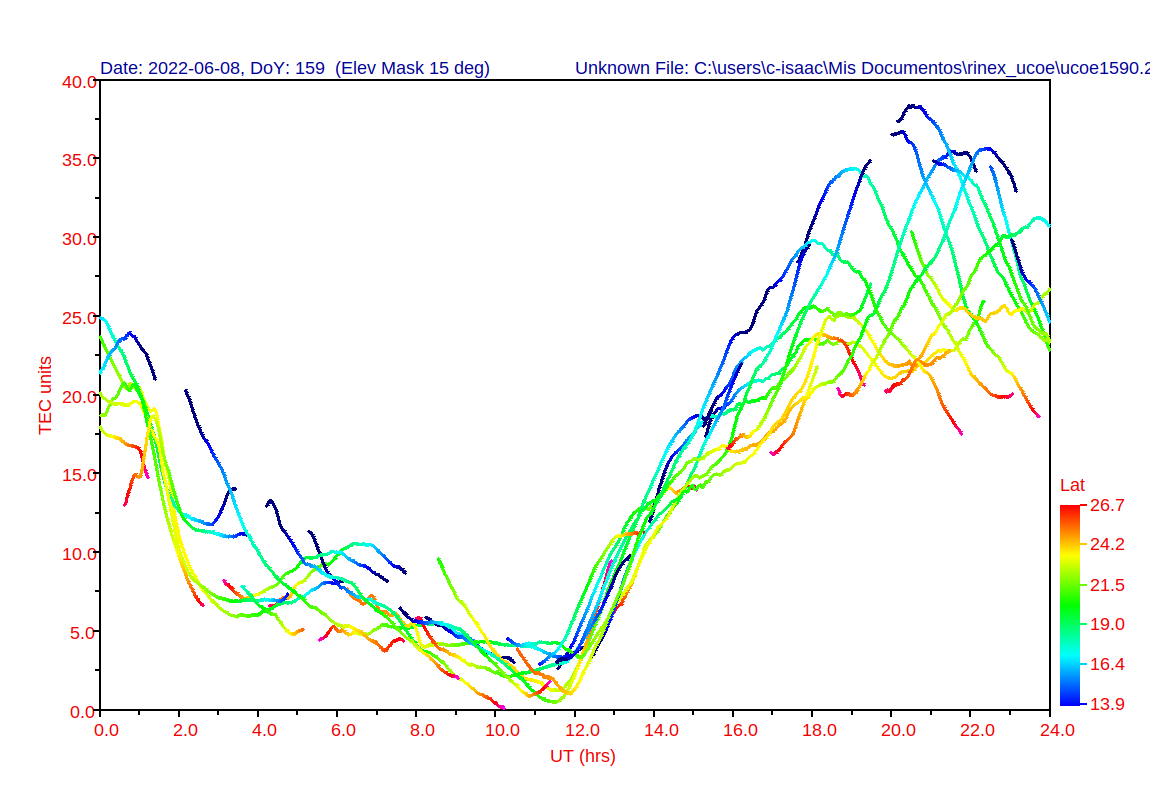 Date: 2022-06-08, DoY: 159  (Elev Mask 15 deg)
Unknown File: C:\users\c-isaac\Mis Documentos\rinex_ucoe\ucoe1590.2
40.0
35.0
30.0
25.0
20.0
15.0
10.0
5.0
0.0
TEC units
0.0 2.0 4.0 6.0 8.0 10.0 12.0 14.0 16.0 18.0 20.0 22.0 24.0
UT (hrs)
Lat
26.7
24.2
21.5
19.0
16.4
13.9